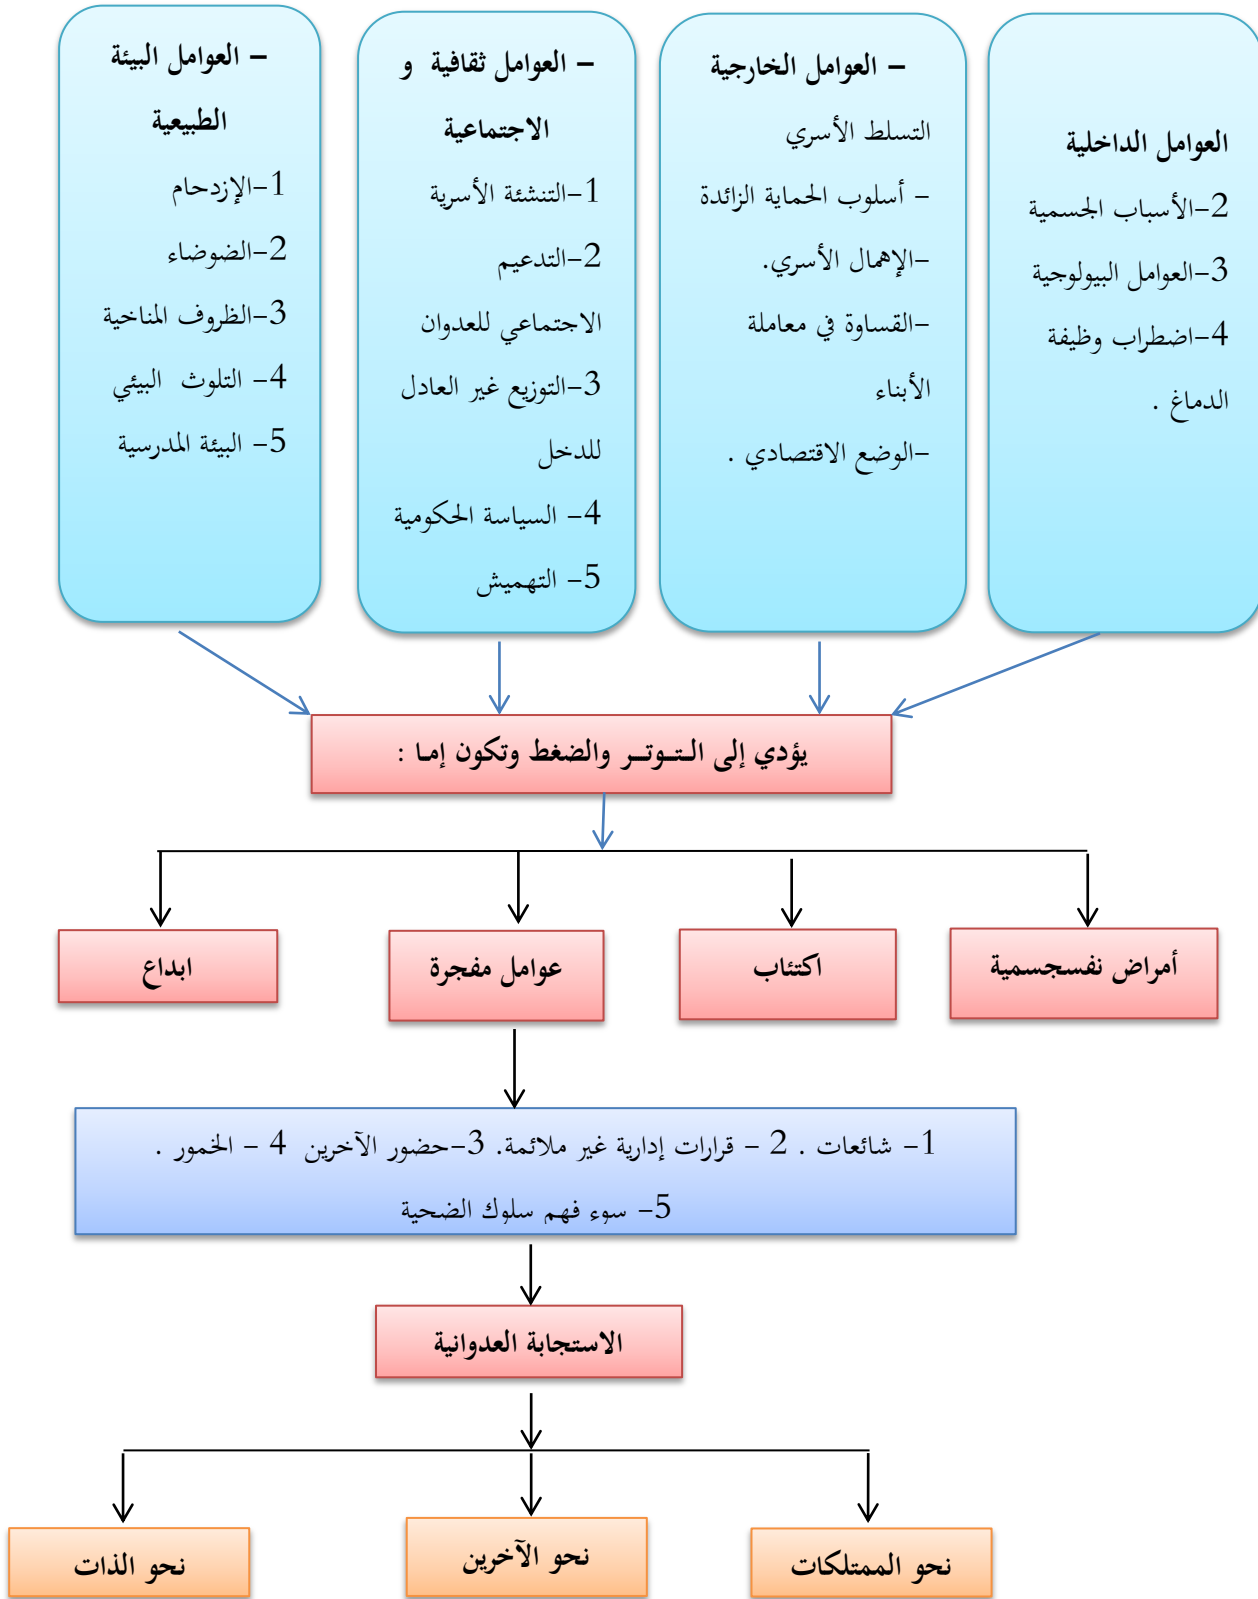 العوامل الداخلية
2-الأسباب الجسمية
3-العوامل البيولوجية
4-اضطراب وظيفة
الدماغ .
- العوامل الخارجية
التسلط الأسري
- أسلوب الحماية الزائدة
-الإهمال الأسري.
-القساوة في معاملة
الأبناء
-الوضع الاقتصادي .
- العوامل ثقافية و
الاجتماعية
1-التنشئة الأسرية
2-التدعيم
الاجتماعي للعدوان
3-التوزيع غير العادل
للدخل
4- السياسة الحكومية
5- التهميش
- العوامل البيئة
الطبيعية
1-الإزدحام
2-الضوضاء
3-الظروف المناخية
4- التلوث البيئي
5- البيئة المدرسية
يؤدي إلى الـتـوتـر والضغط وتكون إمـا :
أمراض نفسجسمية
اكتئاب
عوامل مفجرة
ابداع
1- شائعات . 2 - قرارات إدارية غير ملائمة. 3-حضور الآخرين 4 - الخمور .
5- سوء فهم سلوك الضحية
الاستجابة العدوانية
نحو الممتلكات
نحو الآخرين
نحو الذات